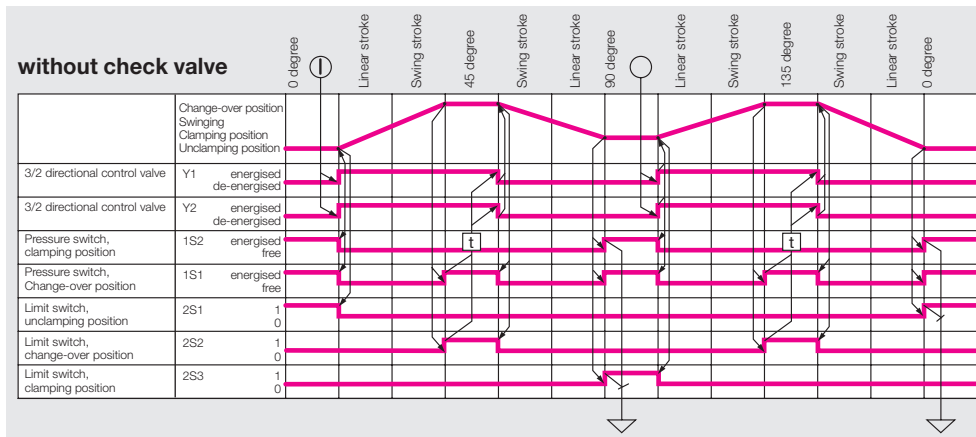 without check valve
0 degree
Linear stroke
Swing stroke
45 degree
Swing stroke
Linear stroke
90 degree
Linear stroke
Swing stroke
135 degree
Swing stroke
Linear stroke
0 degree
Change-over position
Swinging
Clamping position
Unclamping position
3/2 directional control valve Y1 energised
de-energised
3/2 directional control valve Y2 energised
de-energised
Pressure switch, 1S2 energised
clamping position free
t t
Pressure switch, 1S1 energised
Change-over position free
Limit switch, 2S1 1
unclamping position 0
Limit switch, 2S2 1
change-over position 0
Limit switch, 2S3 1
clamping position 0